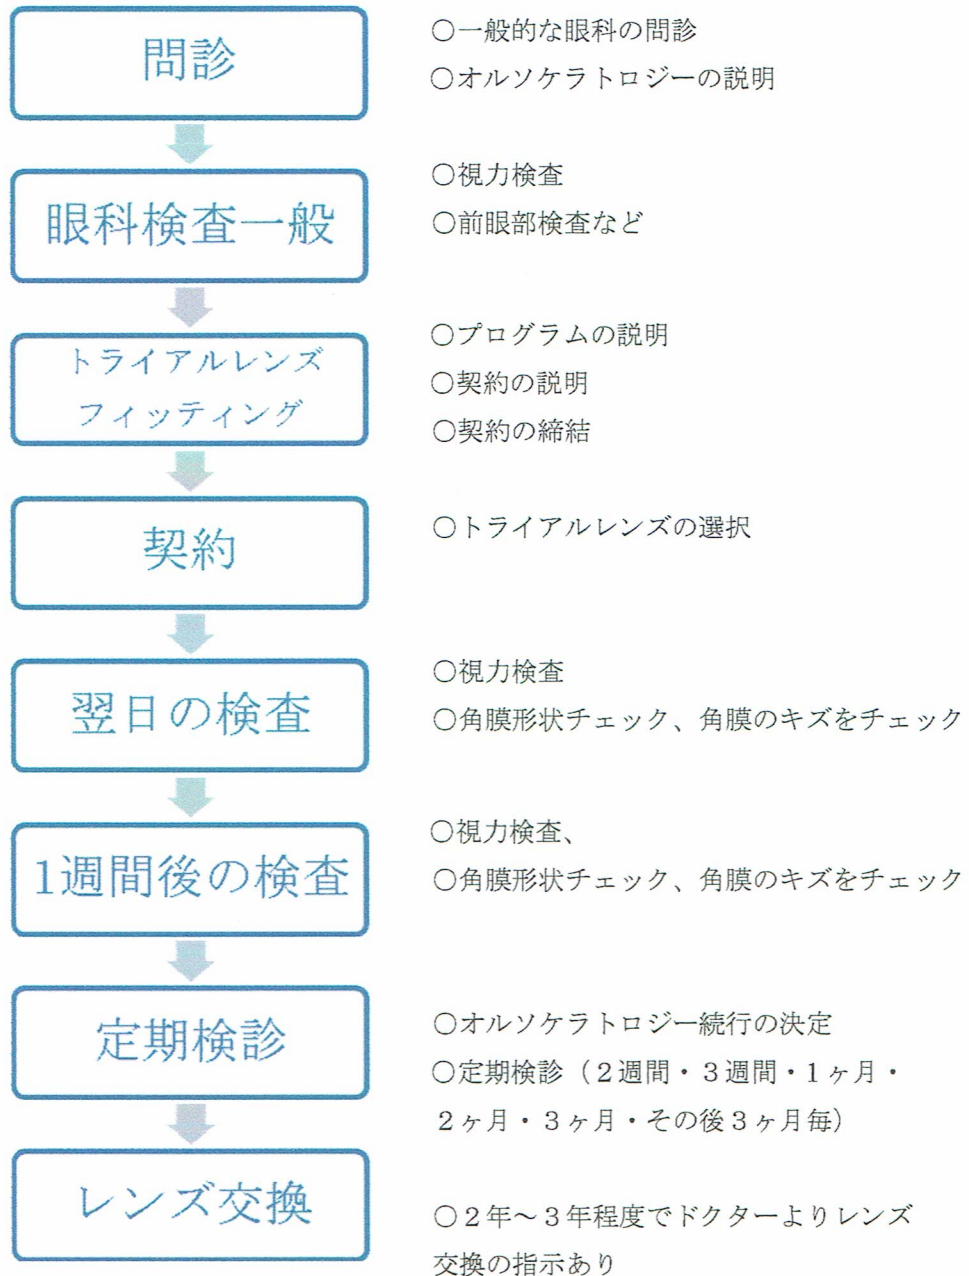 問診
○一般的な眼科の問診
○オルソケラトロジーの説明
眼科検査一般
○視力検査
○前眼部検査など
トライアルレンズ
フィッティング
○プログラムの説明
○契約の説明
○契約の締結
契約
○トライアルレンズの選択
翌日の検査
○視力検査
○角膜形状チェック、角膜のキズをチェック
1週間後の検査
○視力検査、
○角膜形状チェック、角膜のキズをチェック
定期検診
○オルソケラトロジー続行の決定
○定期検診（２週間・３週間・１ヶ月・
２ヶ月・３ヶ月・その後３ヶ月毎）
レンズ交換
○２年～３年程度でドクターよりレンズ
交換の指示あり